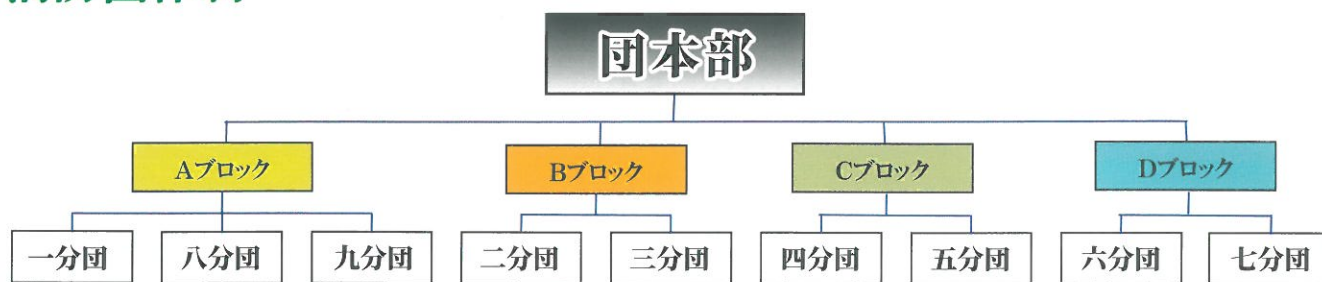 団本部
Aブロック
Bブロック
Cブロック
Dブロック
一分団
八分団
九分団
二分団
三分団
四分団
五分団
六分団
七分団